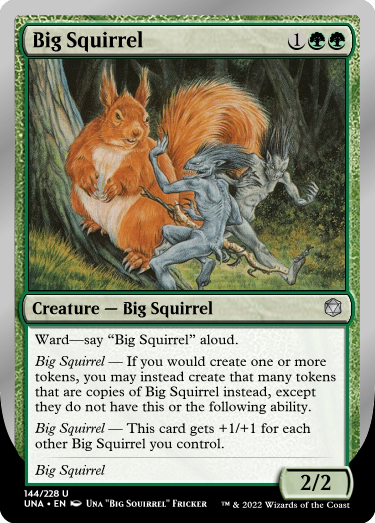 Big Squirrel 1
Creature — Big Squirrel
Ward—say “Big Squirrel” aloud.
Big Squirrel — If you would create one or more
tokens, you may instead create that many tokens
that are copies of Big Squirrel instead, except
they do not have this or the following ability.
Big Squirrel — This card gets +1/+1 for each
other Big Squirrel you control.
Big Squirrel
2/2
144/228 U
UNA • EN Una "Big Squirrel" Fricker ™ & 2022 Wizards of the Coast